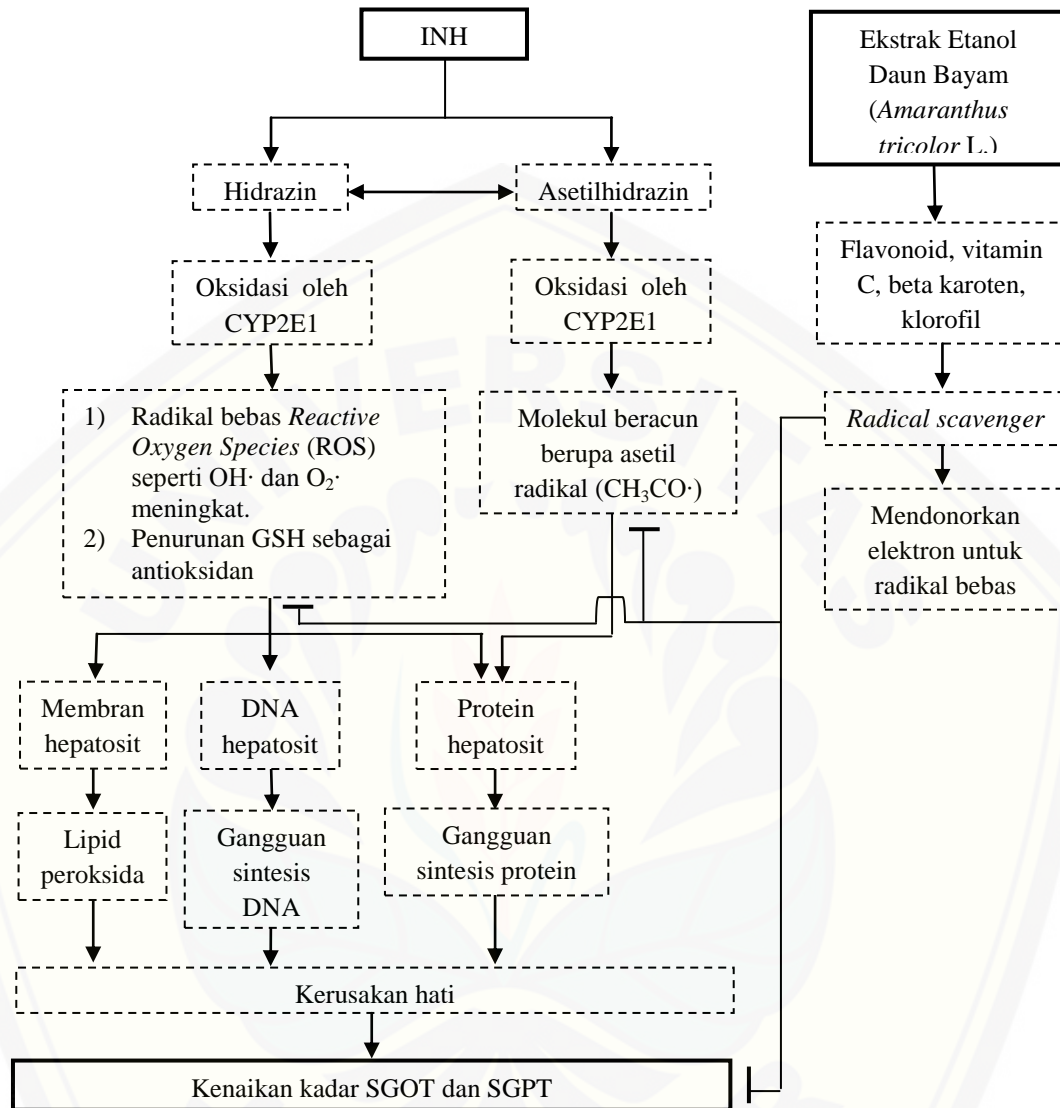 INH
Ekstrak Etanol
Daun Bayam
(Amaranthus
tricolor L.)
Hidrazin
Asetilhidrazin
Oksidasi oleh
CYP2E1
Oksidasi oleh
CYP2E1
Flavonoid, vitamin
C, beta karoten,
klorofil
1) Radikal bebas Reactive
Oxygen Species (ROS)
seperti OH· dan O₂·
meningkat.
2) Penurunan GSH sebagai
antioksidan
Molekul beracun
berupa asetil
radikal (CH₃CO·)
Radical scavenger
Mendonorkan
elektron untuk
radikal bebas
Membran
hepatosit
DNA
hepatosit
Protein
hepatosit
Lipid
peroksida
Gangguan
sintesis
DNA
Gangguan
sintesis protein
Kerusakan hati
Kenaikan kadar SGOT dan SGPT
UNIVERSITAS